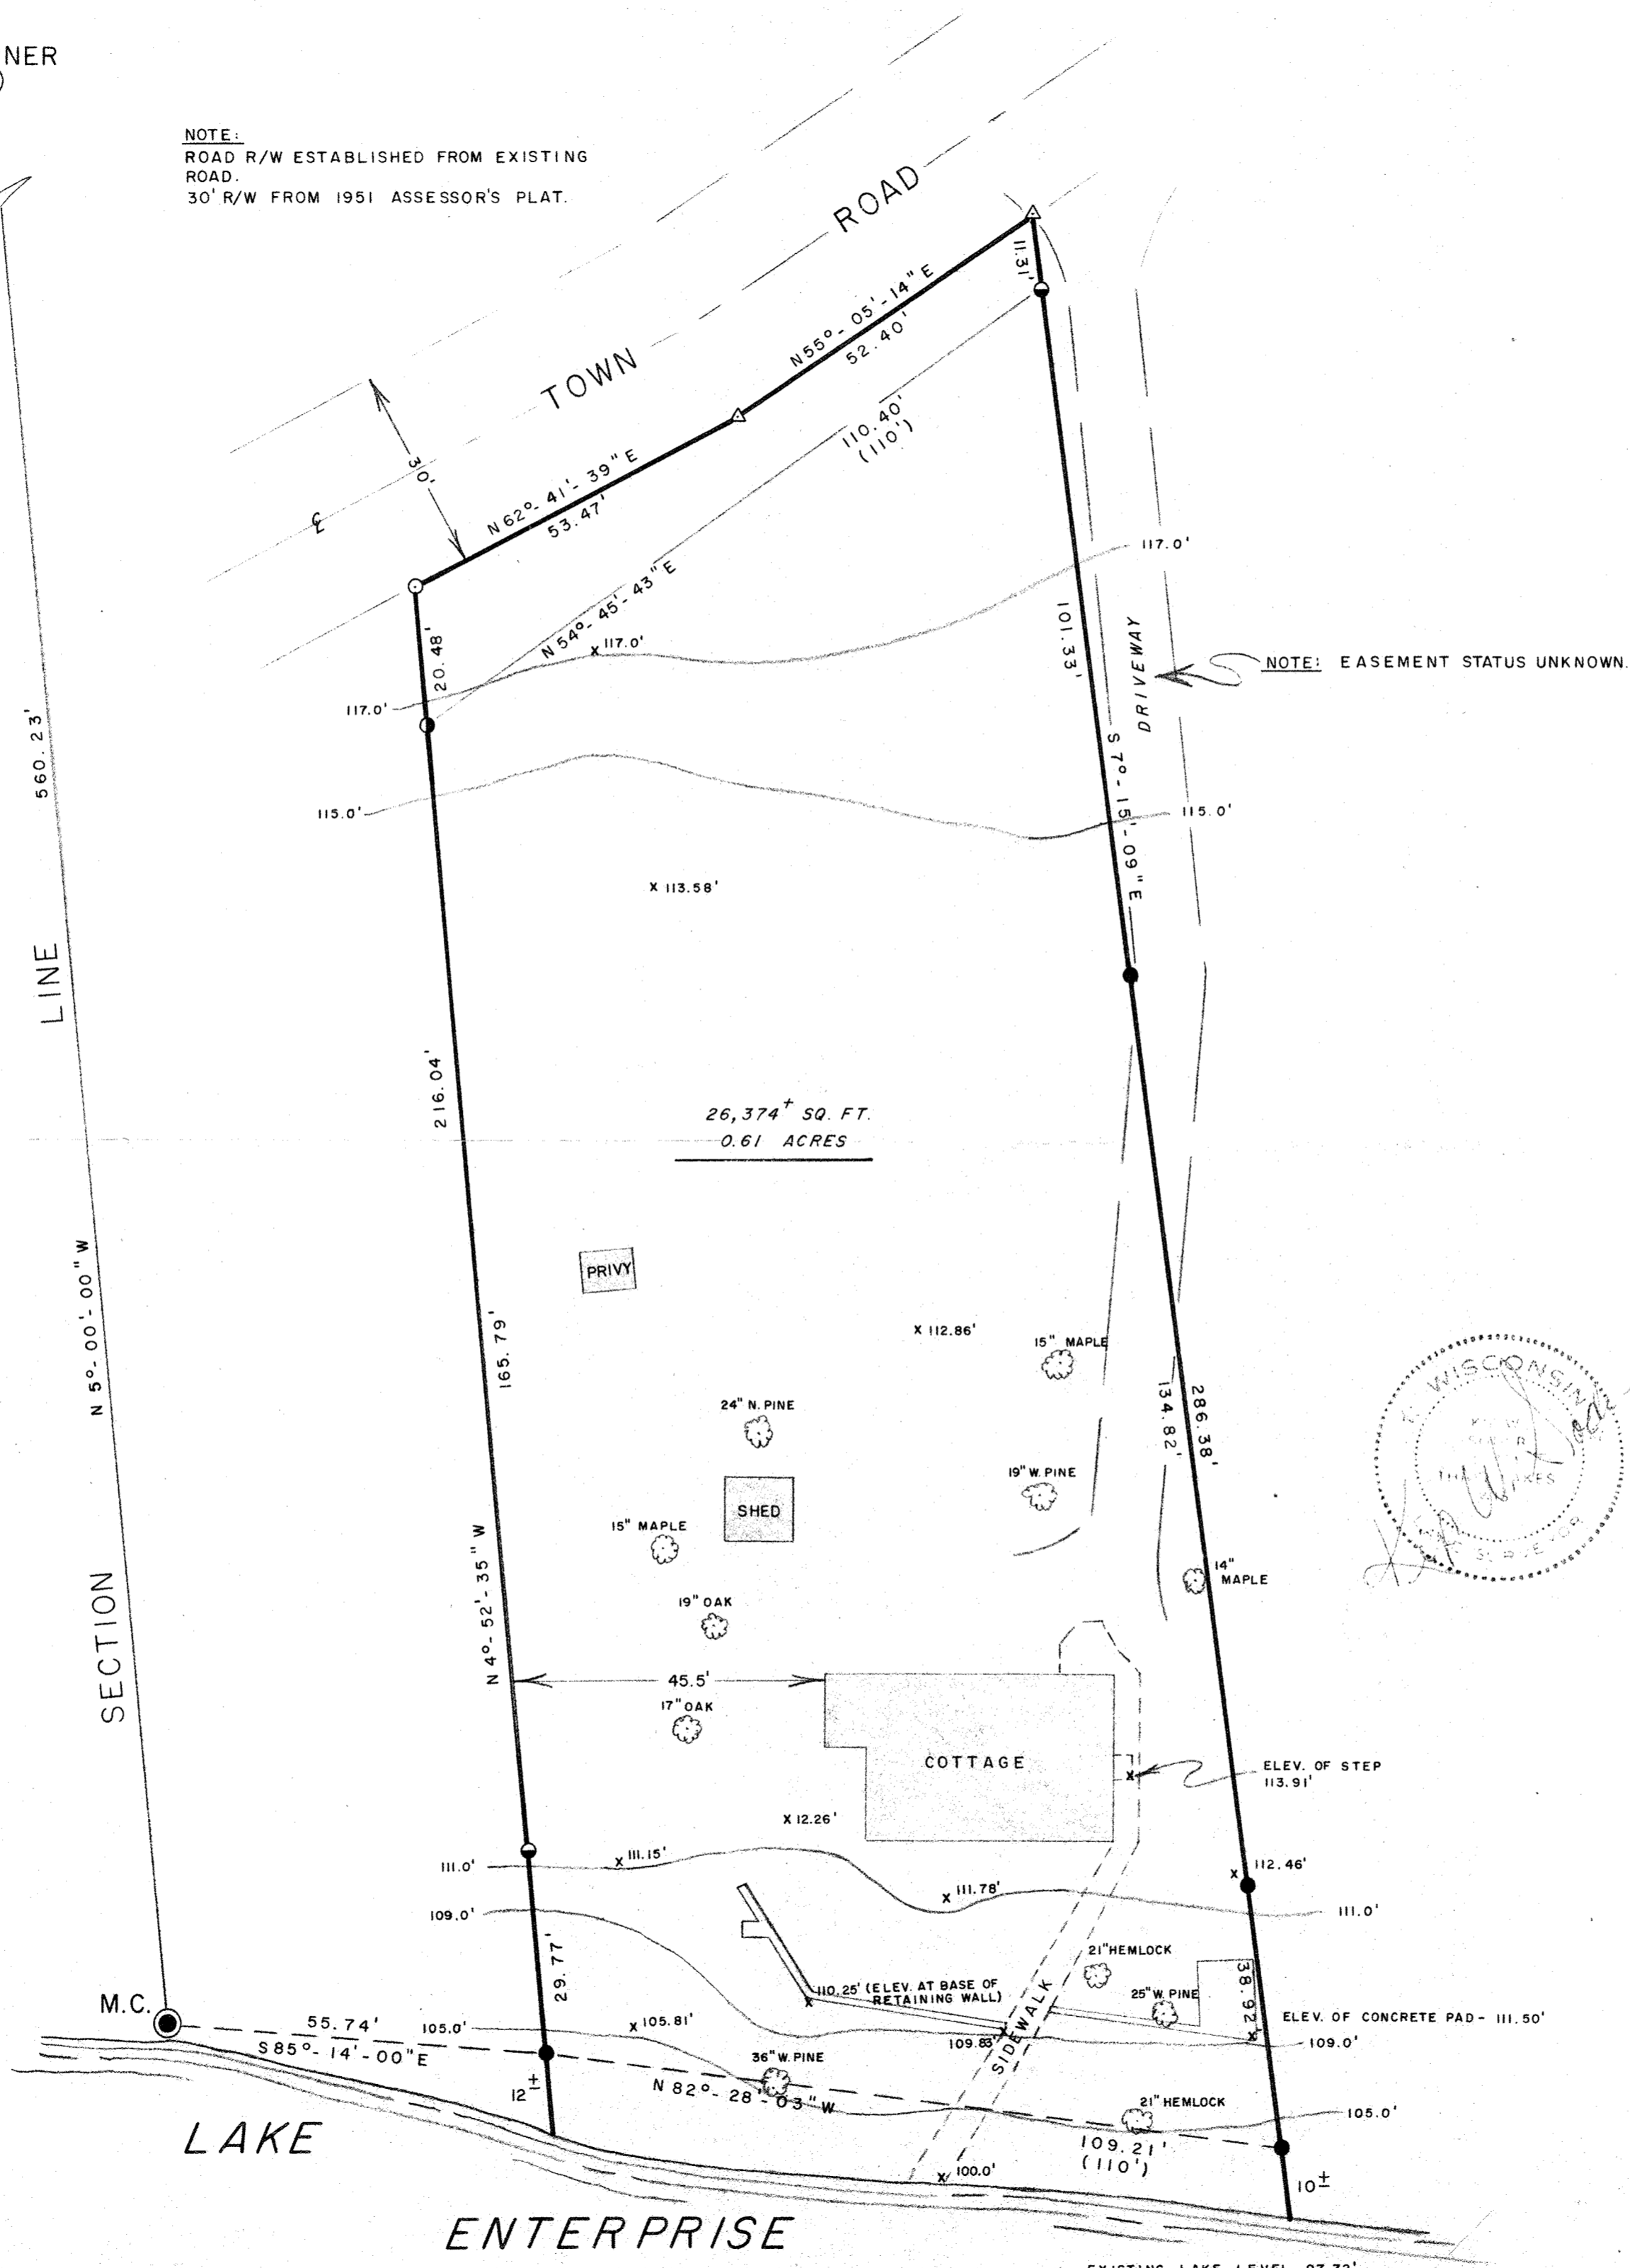 NER
NOTE:
ROAD R/W ESTABLISHED FROM EXISTING
ROAD.
30' R/W FROM 1951 ASSESSOR'S PLAT.
TOWN ROAD
11.31'
N 55°- 05'- 14" E
52.40'
30'
N 62°- 41'- 39" E
53.47'
110.40'
(110')
N 54°- 45'- 43" E
117.0'
20.48'
x 117.0'
117.0'
101.33'
DRIVEWAY
NOTE: EASEMENT STATUS UNKNOWN.
560.23'
S 7°- 15'- 09" E
115.0'
115.0'
X 113.58'
LINE
216.04'
26,374± SQ. FT.
0.61 ACRES
PRIVY
N 5°- 00'- 00" W
165.79'
X 112.86'
15" MAPLE
24" N. PINE
134.82'
286.38'
WISCONSIN
19" W. PINE
SHED
15" MAPLE
14"
MAPLE
SURVEYOR
19" OAK
SECTION
N 4°- 52'- 35" W
45.5'
17" OAK
COTTAGE
ELEV. OF STEP
113.91'
X 12.26'
111.0'
x 111.15'
x 112.46'
x 111.78'
111.0'
109.0'
29.77'
21" HEMLOCK
110.25' (ELEV. AT BASE OF
RETAINING WALL)
25" W. PINE
38.92'
M.C.
55.74'
105.0'
x 105.81'
SIDEWALK
ELEV. OF CONCRETE PAD - 111.50'
109.83'
109.0'
S 85°- 14'- 00" E
36" W. PINE
12±
N 82°- 28'- 03" W
21" HEMLOCK
105.0'
109.21'
(110')
LAKE
x 100.0'
10±
ENTERPRISE